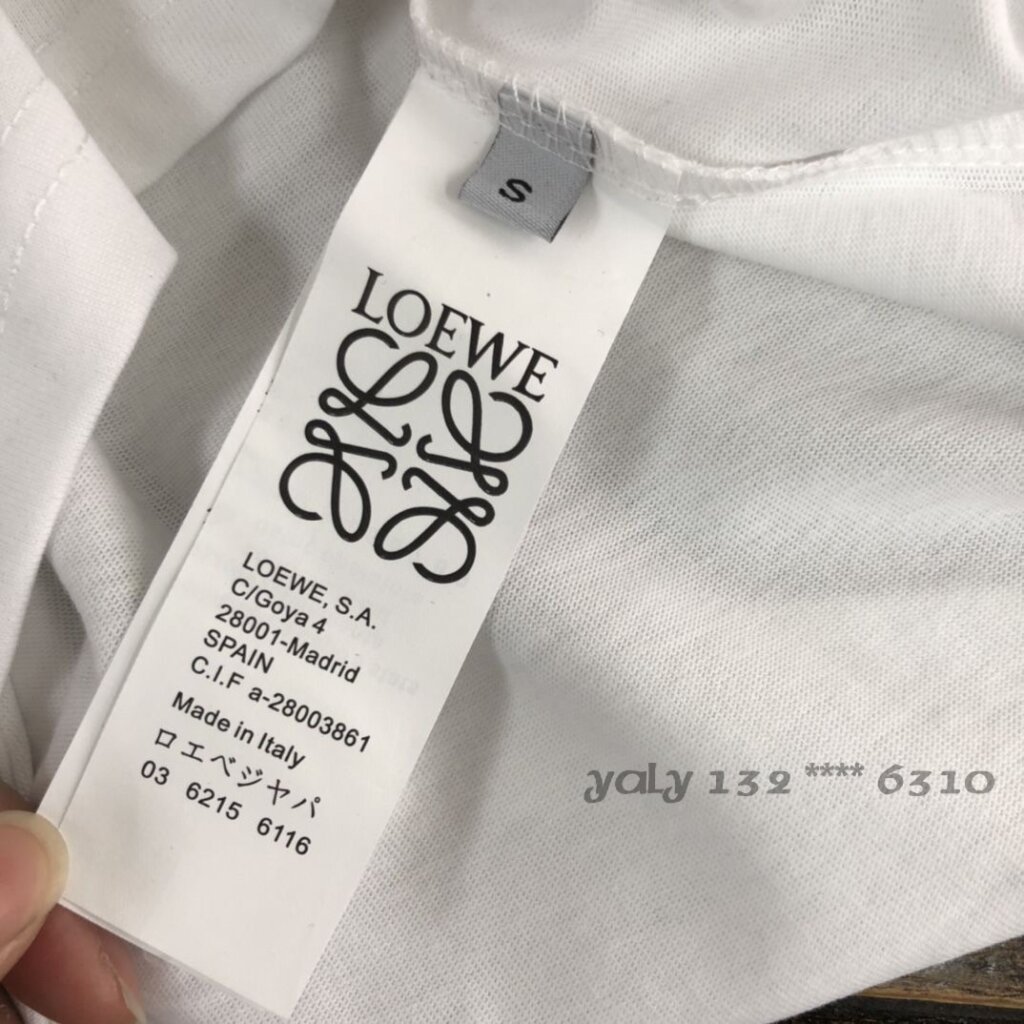 S
LOEWE
LOEWE, S.A.
C/Goya 4
28001-Madrid
SPAIN
C.I.F a-28003861
Made in Italy
ロエベジャパ
03 6215 6116
yaly 132 **** 6310